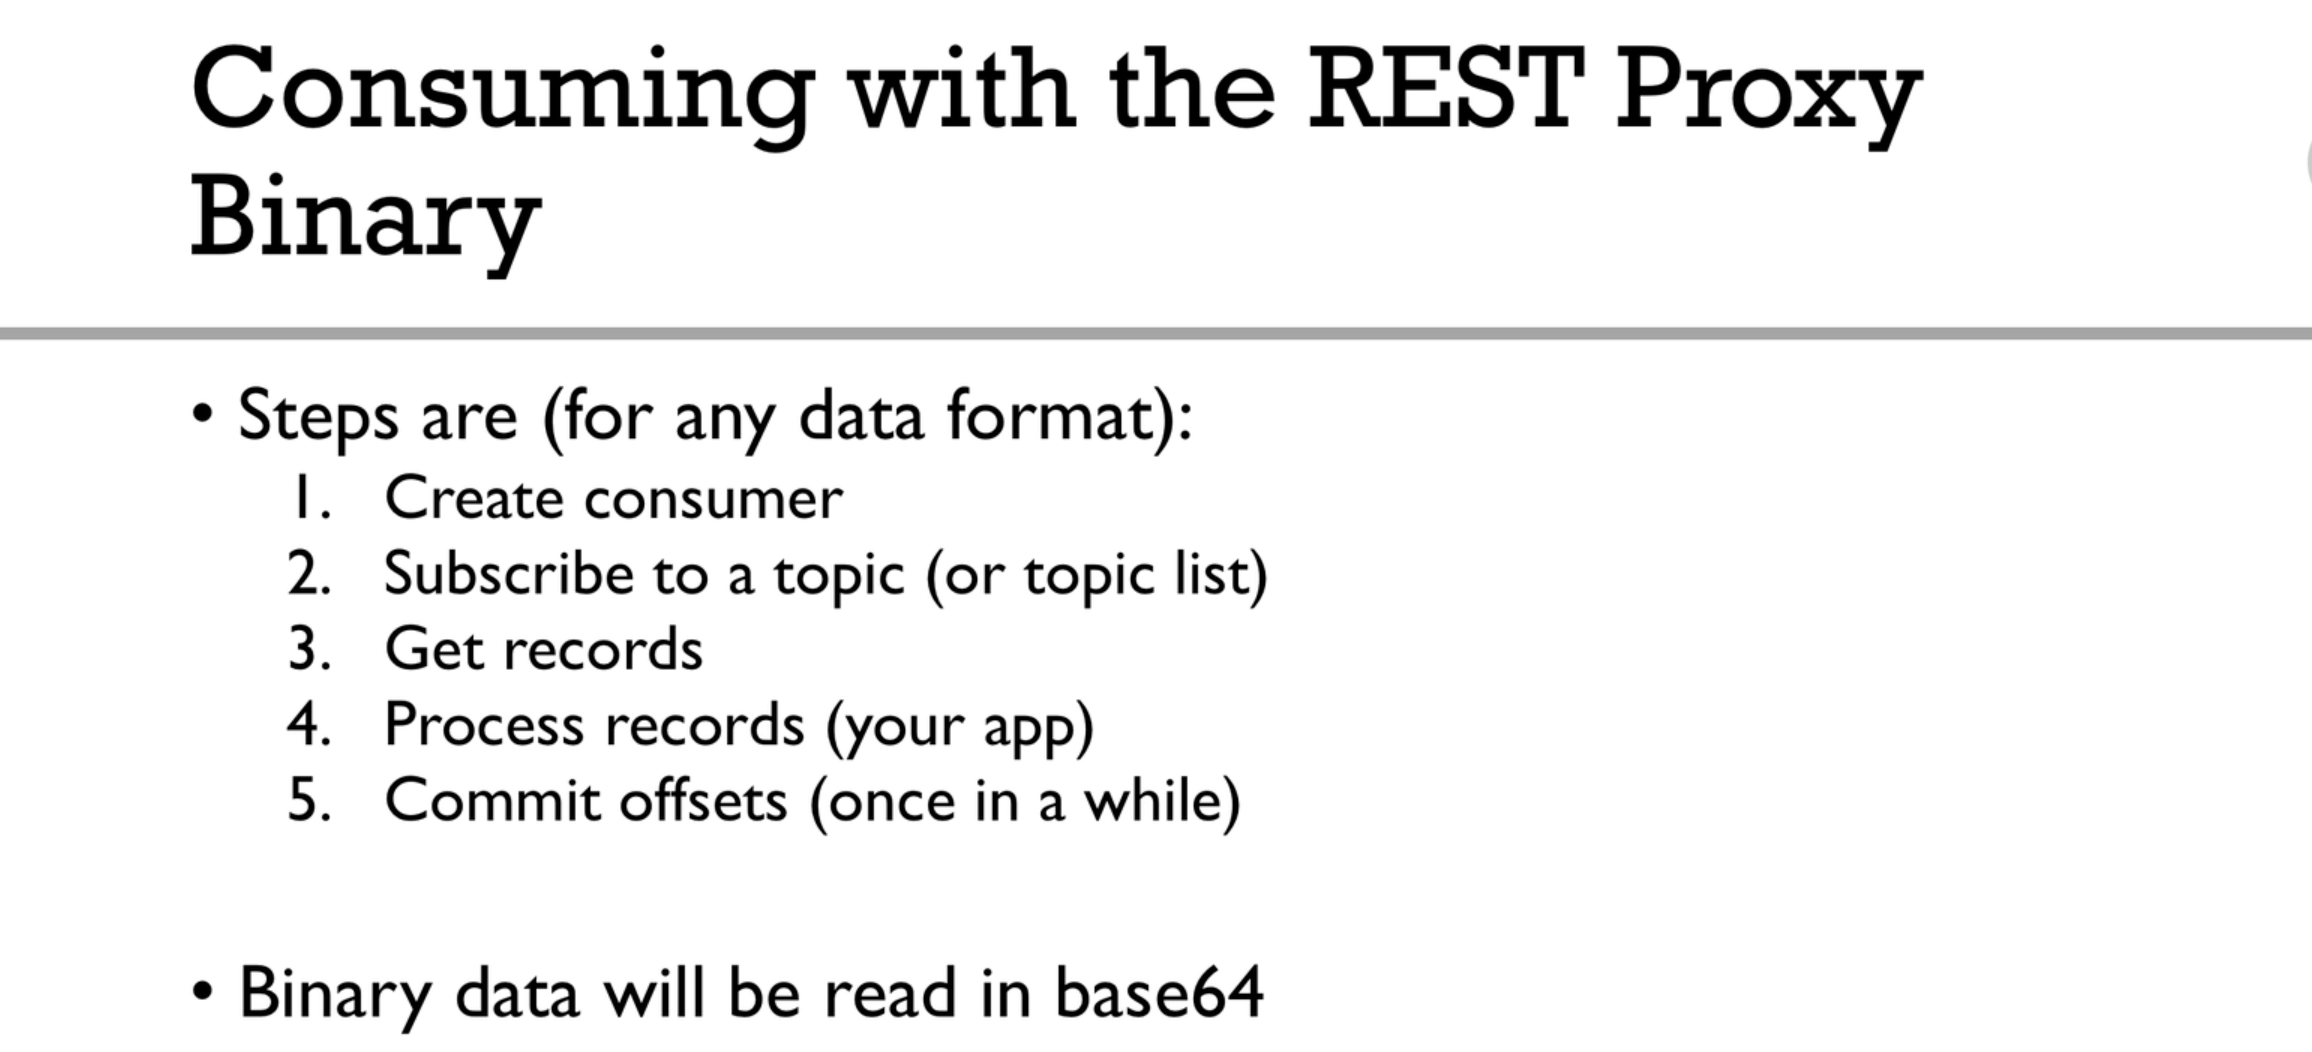 Consuming with the REST Proxy
Binary
• Steps are (for any data format):
1. Create consumer
2. Subscribe to a topic (or topic list)
3. Get records
4. Process records (your app)
5. Commit offsets (once in a while)
• Binary data will be read in base64